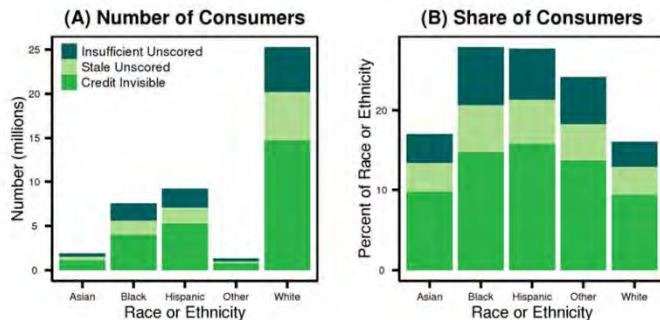 (A) Number of Consumers
Number (millions)
25
20
15
10
5
0
Insufficient Unscored
Stale Unscored
Credit Invisible
Asian Black Hispanic Other White
Race or Ethnicity
(B) Share of Consumers
Percent of Race or Ethnicity
20
10
0
Asian Black Hispanic Other White
Race or Ethnicity